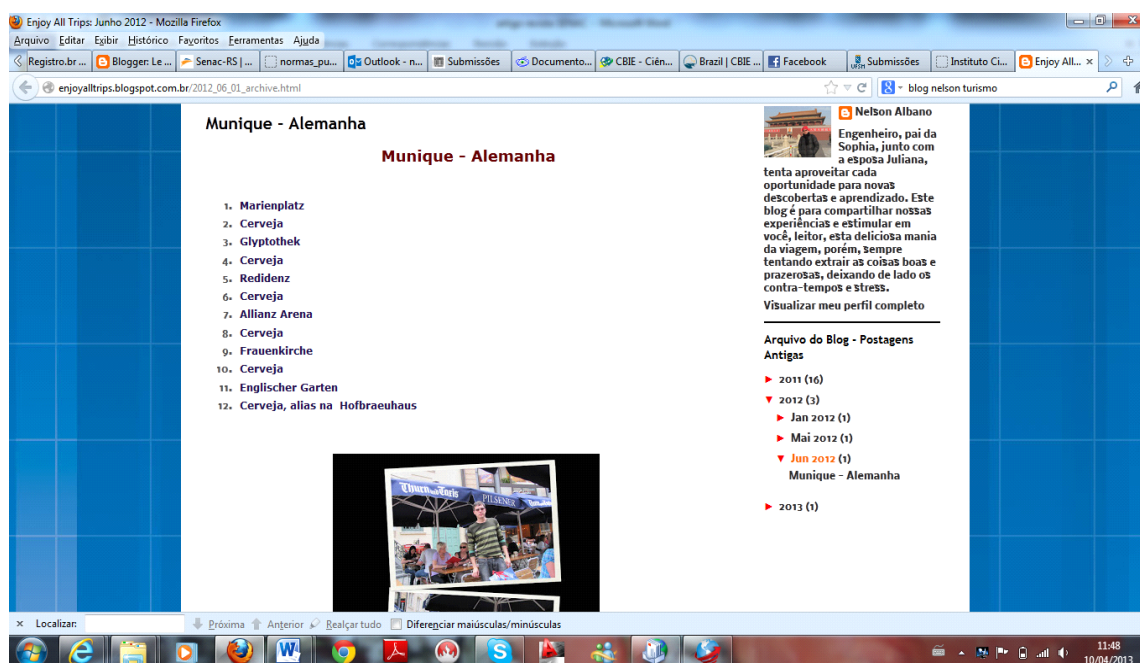 Enjoy All Trips: Junho 2012 - Mozilla Firefox
Arquivo Editar Exibir Histórico Favoritos Ferramentas Ajuda
Registro.br ... Blogger: Le ... Senac-RS | ... normas_pu... Outlook - n... Submissões Documento... CBIE - Ciên... Brazil | CBIE ... Facebook Submissões Instituto Ci... Enjoy All...
enjoyalltrips.blogspot.com.br/2012_06_01_archive.html
blog nelson turismo
Munique - Alemanha
Munique - Alemanha
1. Marienplatz
2. Cerveja
3. Glyptothek
4. Cerveja
5. Redidenz
6. Cerveja
7. Allianz Arena
8. Cerveja
9. Frauenkirche
10. Cerveja
11. Englischer Garten
12. Cerveja, alias na Hofbraeuhaus
Thurn und Taxis
PILSENER
Nelson Albano
Engenheiro, pai da
Sophia, junto com
a esposa Juliana,
tenta aproveitar cada
oportunidade para novas
descobertas e aprendizado. Este
blog é para compartilhar nossas
experiências e estimular em
você, leitor, esta deliciosa mania
da viagem, porém, sempre
tentando extrair as coisas boas e
prazerosas, deixando de lado os
contra-tempos e stress.
Visualizar meu perfil completo
Arquivo do Blog - Postagens
Antigas
► 2011 (16)
▼ 2012 (3)
► Jan 2012 (1)
► Mai 2012 (1)
▼ Jun 2012 (1)
Munique - Alemanha
► 2013 (1)
× Localizar: Próxima Anterior Realçar tudo Diferenciar maiúsculas/minúsculas
11:48
10/04/2013